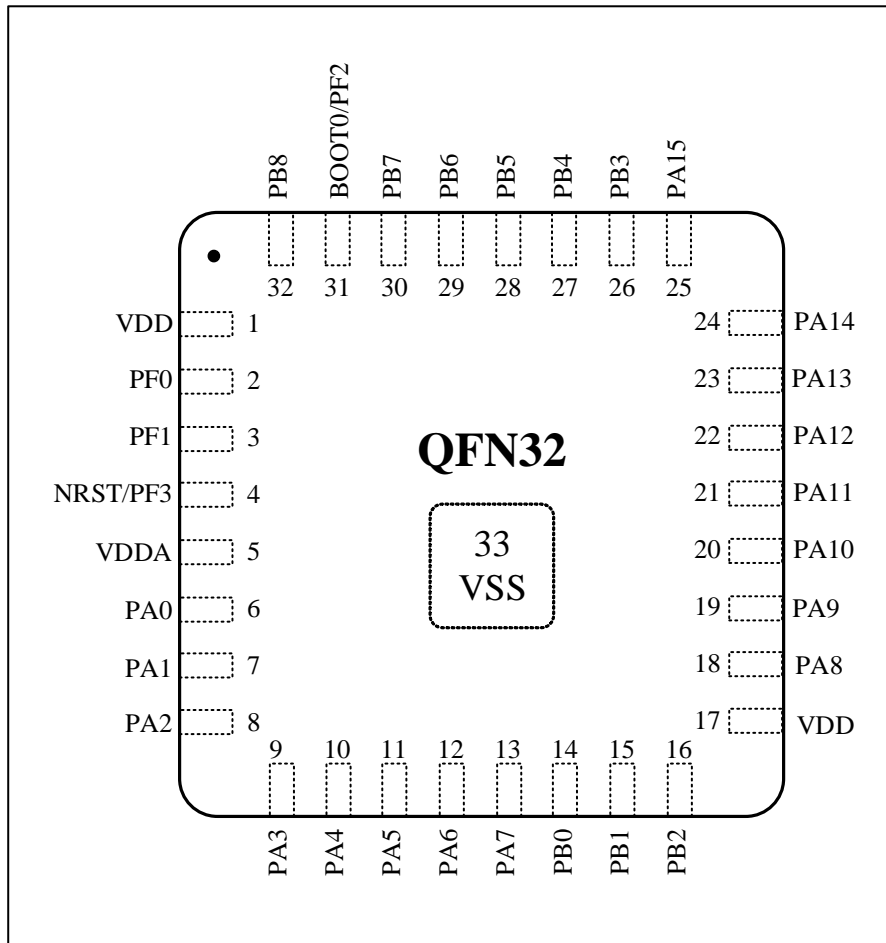 PB8 BOOT0/PF2 PB7 PB6 PB5 PB4 PB3 PA15
32 31 30 29 28 27 26 25
VDD 1 24 PA14
PF0 2 23 PA13
PF1 3 22 PA12
QFN32
NRST/PF3 4 21 PA11
VDDA 5 20 PA10
33
VSS
PA0 6 19 PA9
PA1 7 18 PA8
PA2 8 17 VDD
9 10 11 12 13 14 15 16
PA3 PA4 PA5 PA6 PA7 PB0 PB1 PB2